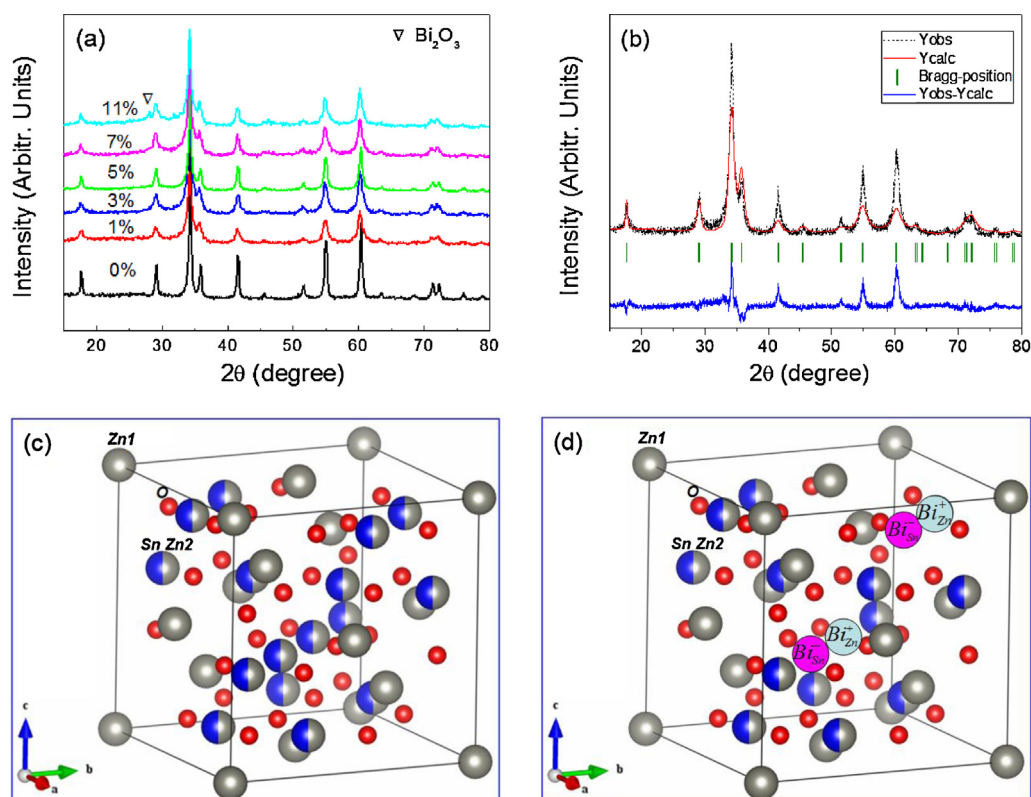 (a)
∇ Bi₂O₃
∇
11%
7%
5%
3%
1%
0%
Intensity (Arbitr. Units)
20 30 40 50 60 70 80
2θ (degree)
(b)
Yobs
Ycalc
Bragg-position
Yobs-Ycalc
Intensity (Arbitr. Units)
20 30 40 50 60 70 80
2θ (degree)
(c)
Zn1
O
Sn Zn2
c
b
a
(d)
Zn1
O
Sn Zn2
Bi⁺Zn
Bi⁻Sn
Bi⁺Zn
Bi⁻Sn
c
b
a